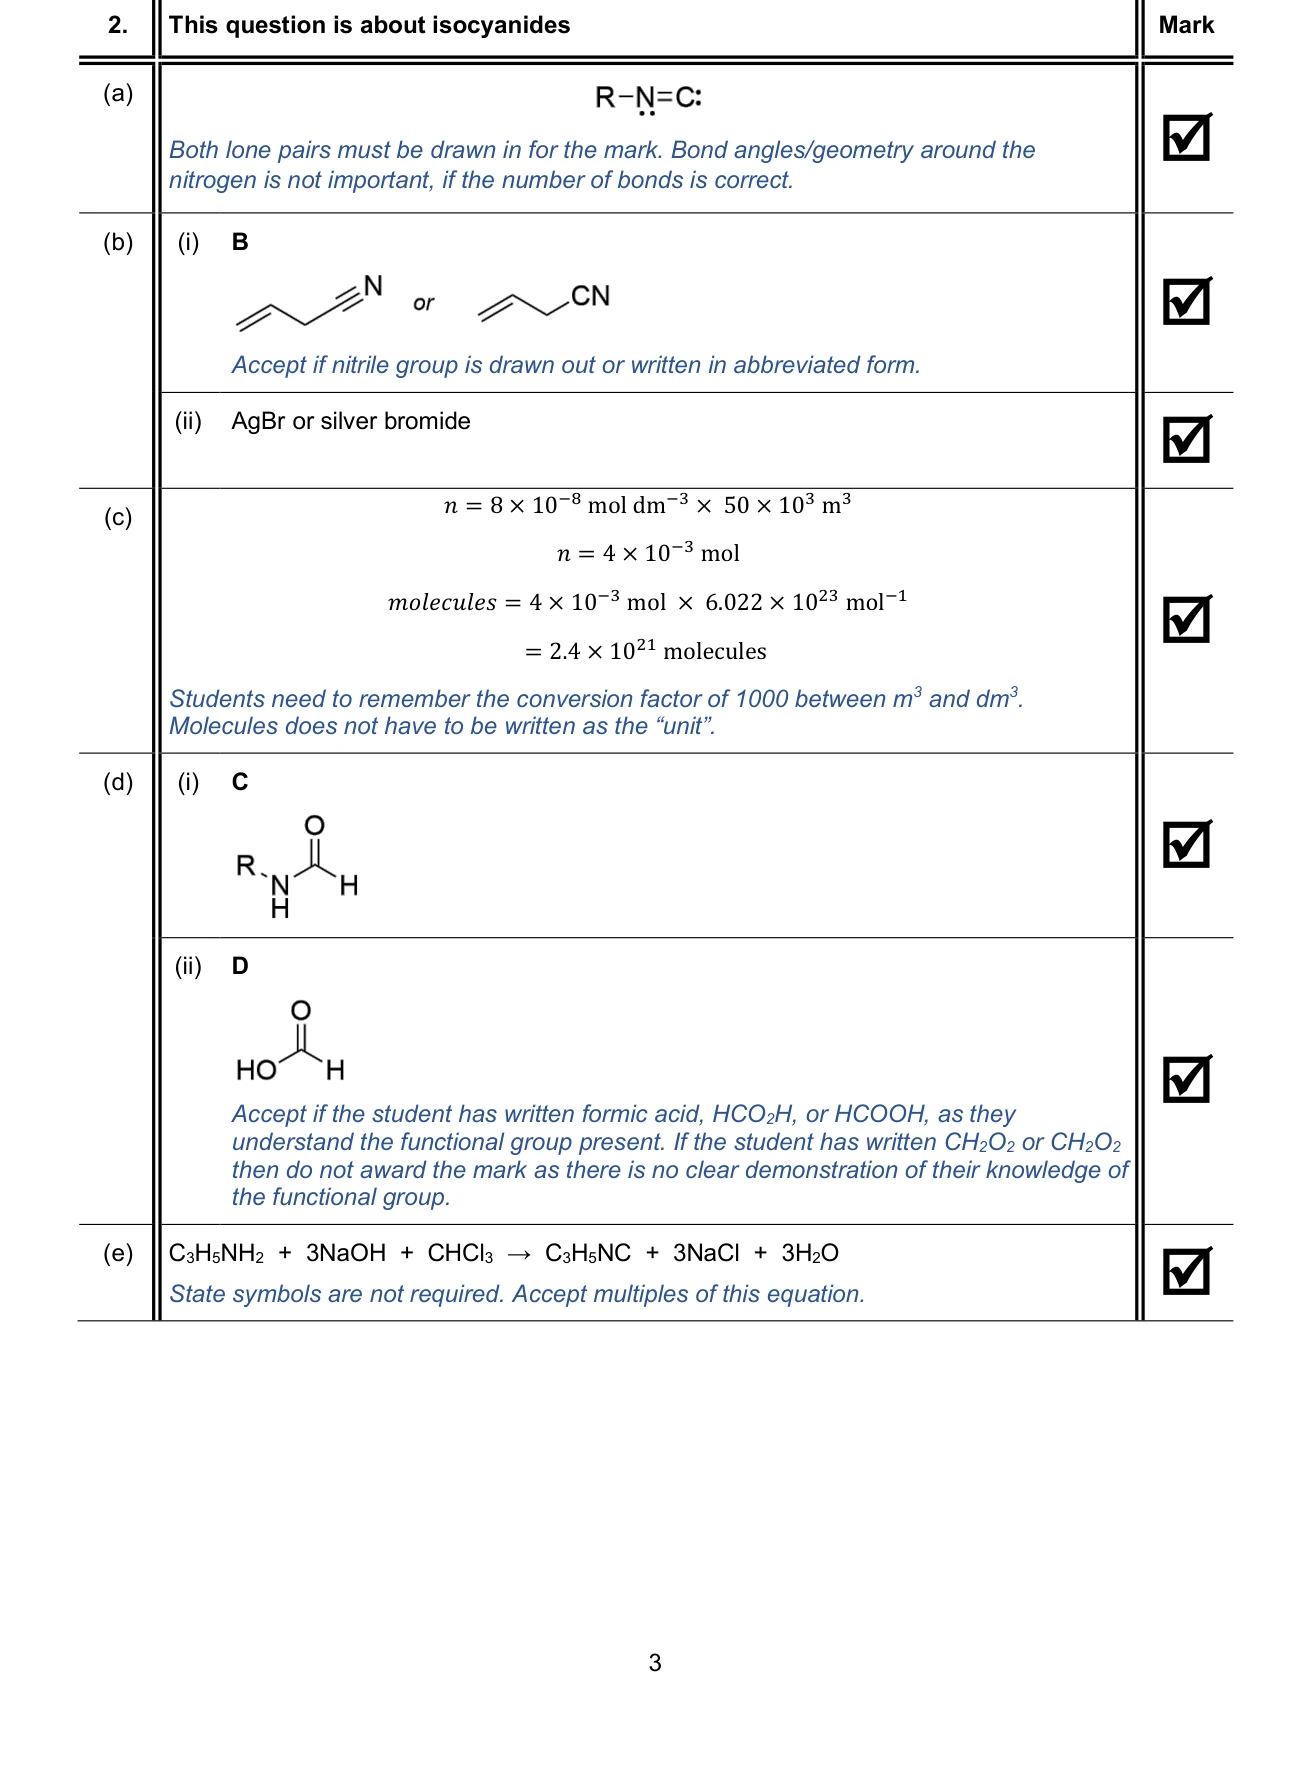 2. This question is about isocyanides Mark
(a)
R–N̤=C:
Both lone pairs must be drawn in for the mark. Bond angles/geometry around the
nitrogen is not important, if the number of bonds is correct.
(b) (i) B
N or CN
Accept if nitrile group is drawn out or written in abbreviated form.
(ii) AgBr or silver bromide
(c)
n = 8 × 10⁻⁸ mol dm⁻³ × 50 × 10³ m³
n = 4 × 10⁻³ mol
molecules = 4 × 10⁻³ mol × 6.022 × 10²³ mol⁻¹
= 2.4 × 10²¹ molecules
Students need to remember the conversion factor of 1000 between m³ and dm³.
Molecules does not have to be written as the “unit”.
(d) (i) C
O
R
N H
H
(ii) D
O
HO H
Accept if the student has written formic acid, HCO₂H, or HCOOH, as they
understand the functional group present. If the student has written CH₂O₂ or CH₂O₂
then do not award the mark as there is no clear demonstration of their knowledge of
the functional group.
(e) C₃H₅NH₂ + 3NaOH + CHCl₃ → C₃H₅NC + 3NaCl + 3H₂O
State symbols are not required. Accept multiples of this equation.
3